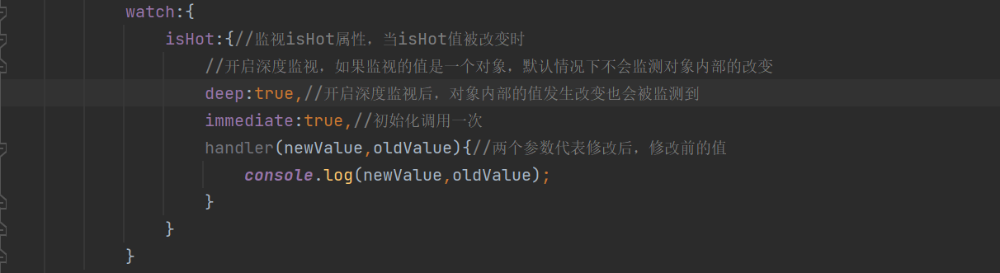 watch:{
isHot:{//监视isHot属性，当isHot值被改变时
//开启深度监视，如果监视的值是一个对象，默认情况下不会监测对象内部的改变
deep:true,//开启深度监视后，对象内部的值发生改变也会被监测到
immediate:true,//初始化调用一次
handler(newValue,oldValue){//两个参数代表修改后，修改前的值
console.log(newValue,oldValue);
}
}
}